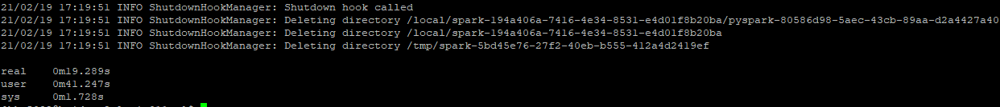 21/02/19 17:19:51 INFO ShutdownHookManager: Shutdown hook called
21/02/19 17:19:51 INFO ShutdownHookManager: Deleting directory /local/spark-194a406a-7416-4e34-8531-e4d01f8b20ba/pyspark-80586d98-5aec-43cb-89aa-d2a4427a40
21/02/19 17:19:51 INFO ShutdownHookManager: Deleting directory /local/spark-194a406a-7416-4e34-8531-e4d01f8b20ba
21/02/19 17:19:51 INFO ShutdownHookManager: Deleting directory /tmp/spark-5bd45e76-27f2-40eb-b555-412a4d2419ef
real 0m19.289s
user 0m41.247s
sys 0m1.728s